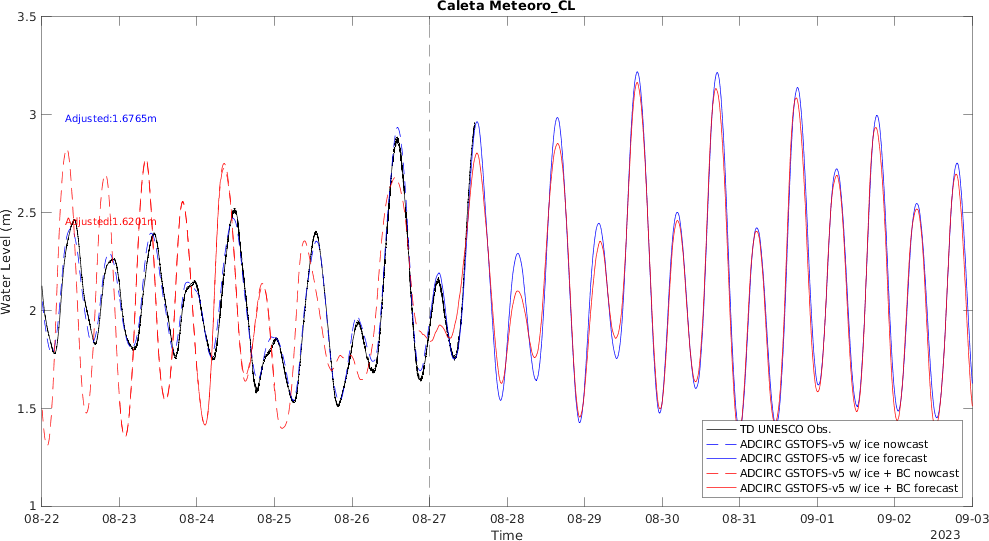 Caleta Meteoro_CL
3.5
3
2.5
2
1.5
1
Water Level (m)
Adjusted:1.6765m
Adjusted:1.6201m
TD UNESCO Obs.
ADCIRC GSTOFS-v5 w/ ice nowcast
ADCIRC GSTOFS-v5 w/ ice forecast
ADCIRC GSTOFS-v5 w/ ice + BC nowcast
ADCIRC GSTOFS-v5 w/ ice + BC forecast
08-22 08-23 08-24 08-25 08-26 08-27 08-28 08-29 08-30 08-31 09-01 09-02 09-03
Time
2023